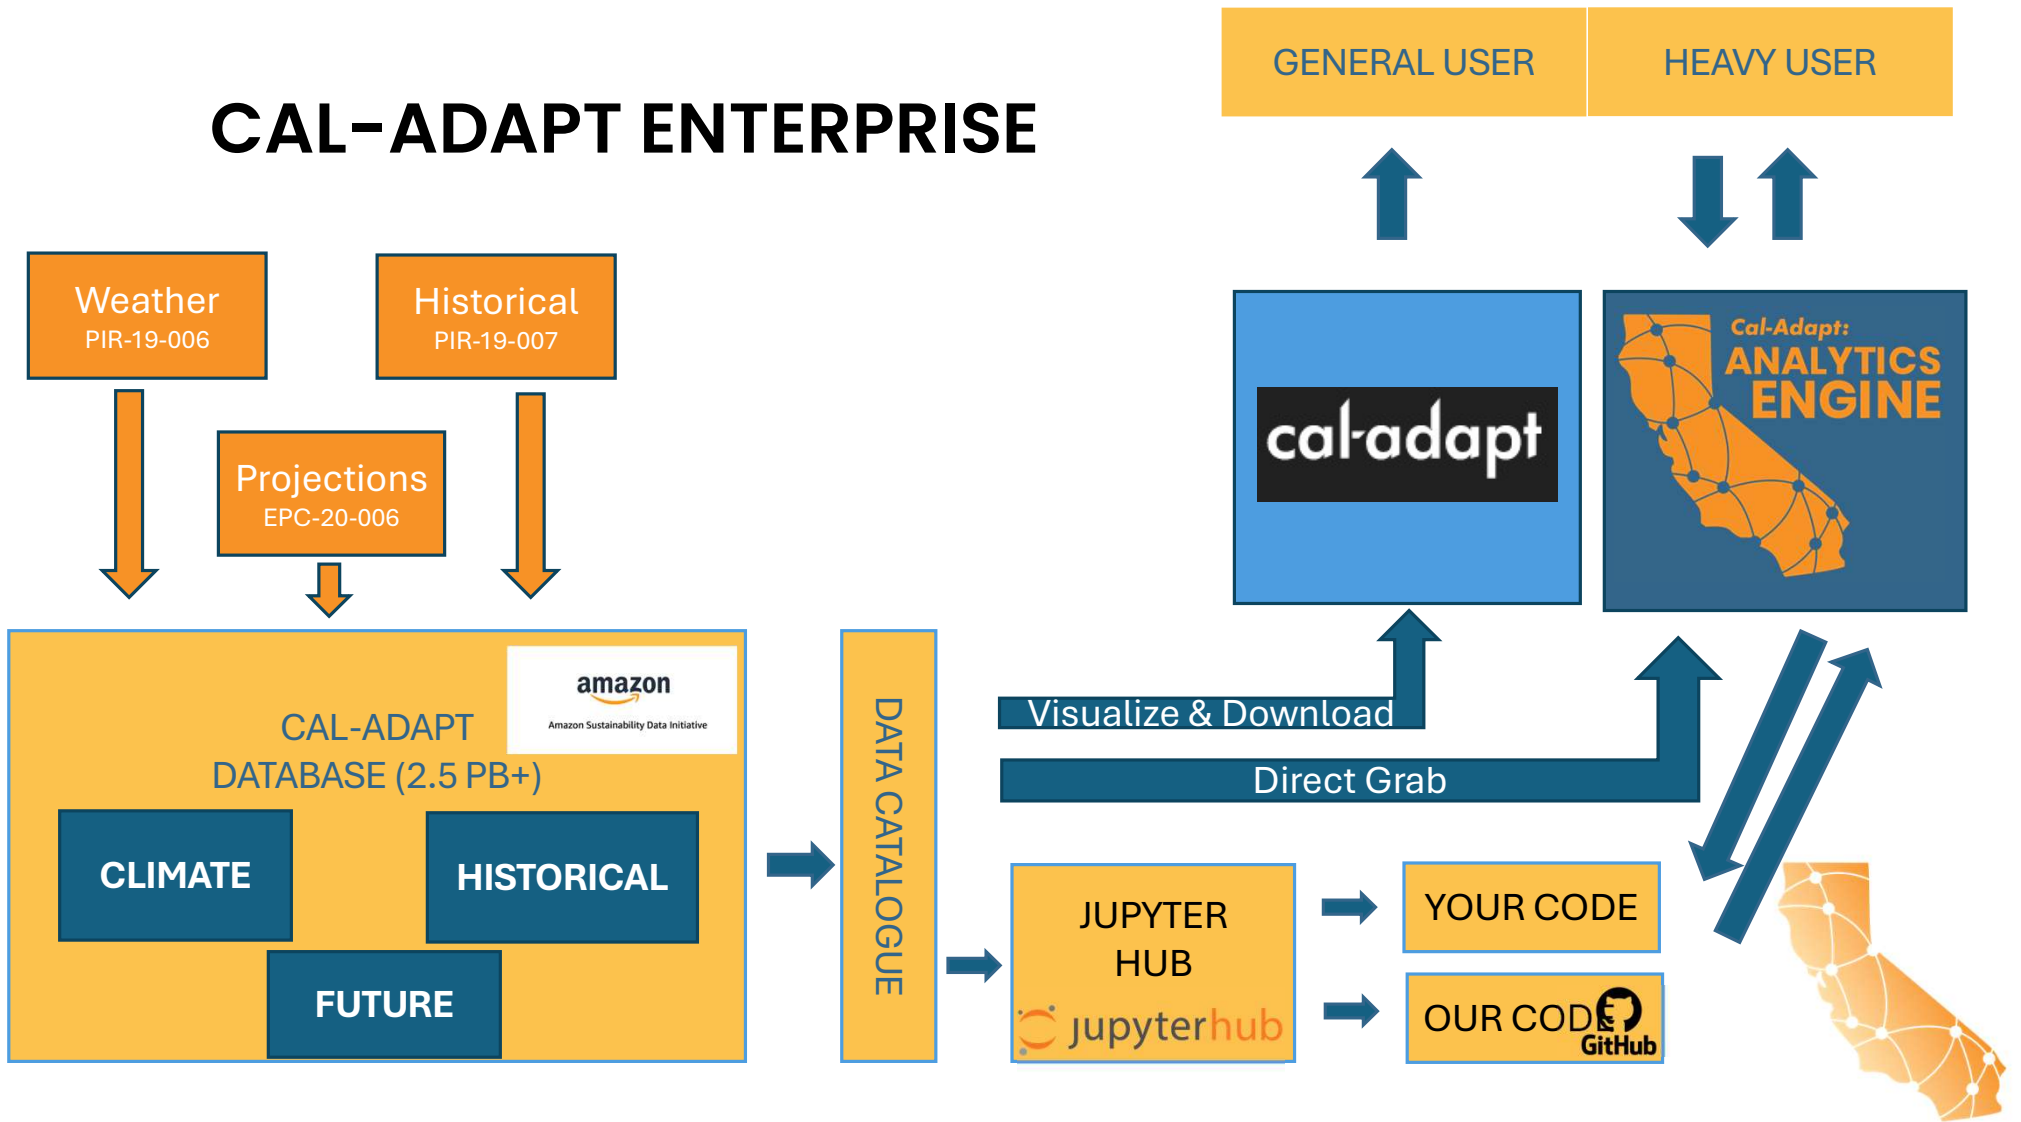 CAL-ADAPT ENTERPRISE
GENERAL USER
HEAVY USER
Weather
PIR-19-006
Historical
PIR-19-007
Projections
EPC-20-006
cal-adapt
Cal-Adapt:
ANALYTICS
ENGINE
CAL-ADAPT
DATABASE (2.5 PB+)
amazon
Amazon Sustainability Data Initiative
CLIMATE
HISTORICAL
FUTURE
DATA CATALOGUE
Visualize & Download
Direct Grab
JUPYTER
HUB
jupyterhub
YOUR CODE
OUR CODE
GitHub